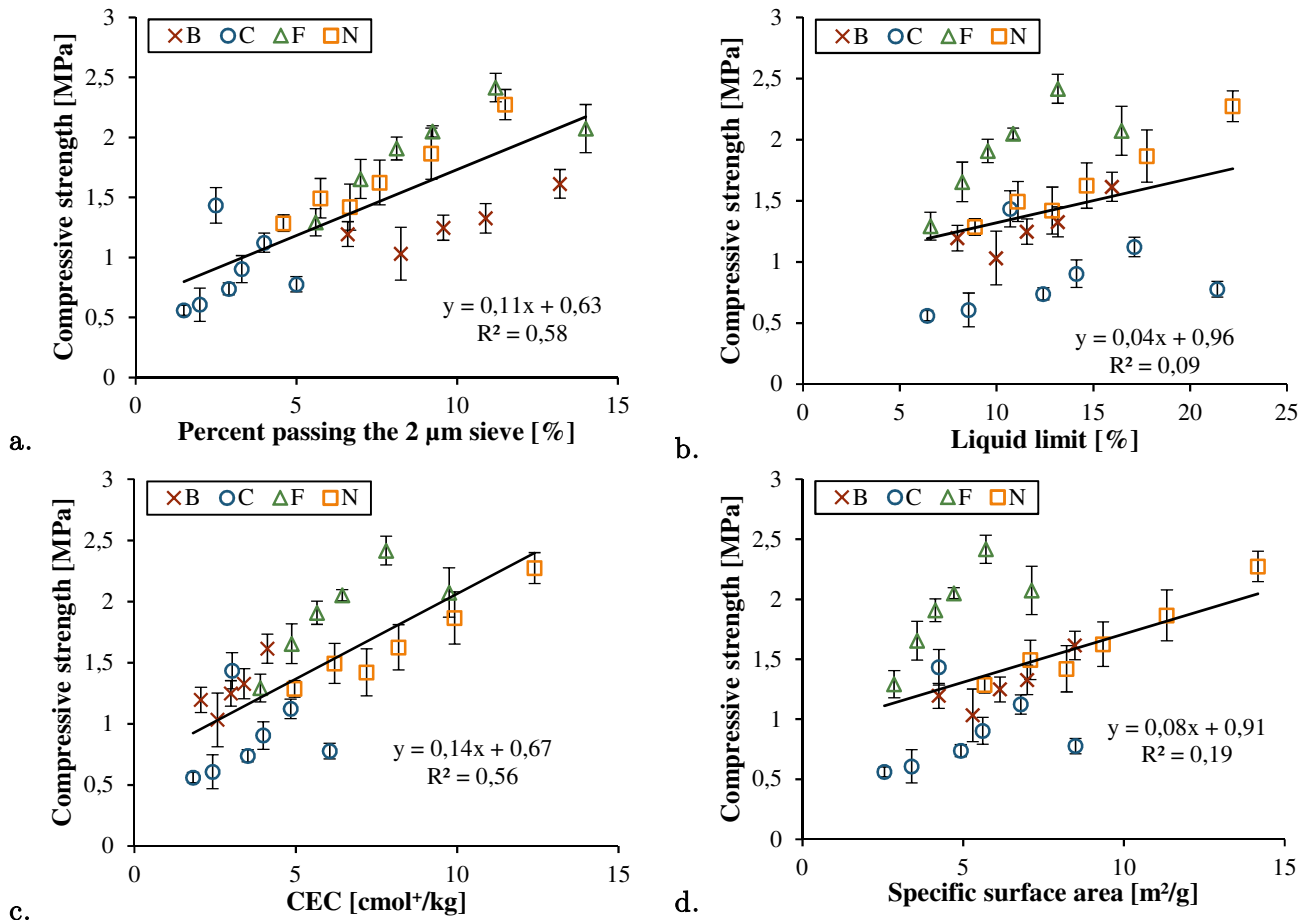 B C F N
3
2,5
2
1,5
1
0,5
0
Compressive strength [MPa]
y = 0,11x + 0,63
R² = 0,58
0 5 10 15
Percent passing the 2 µm sieve [%]
a.
B C F N
3
2,5
2
1,5
1
0,5
0
Compressive strength [MPa]
y = 0,04x + 0,96
R² = 0,09
0 5 10 15 20 25
Liquid limit [%]
b.
B C F N
3
2,5
2
1,5
1
0,5
0
Compressive strength [MPa]
y = 0,14x + 0,67
R² = 0,56
0 5 10 15
CEC [cmol⁺/kg]
c.
B C F N
3
2,5
2
1,5
1
0,5
0
Compressive strength [MPa]
y = 0,08x + 0,91
R² = 0,19
0 5 10 15
Specific surface area [m²/g]
d.